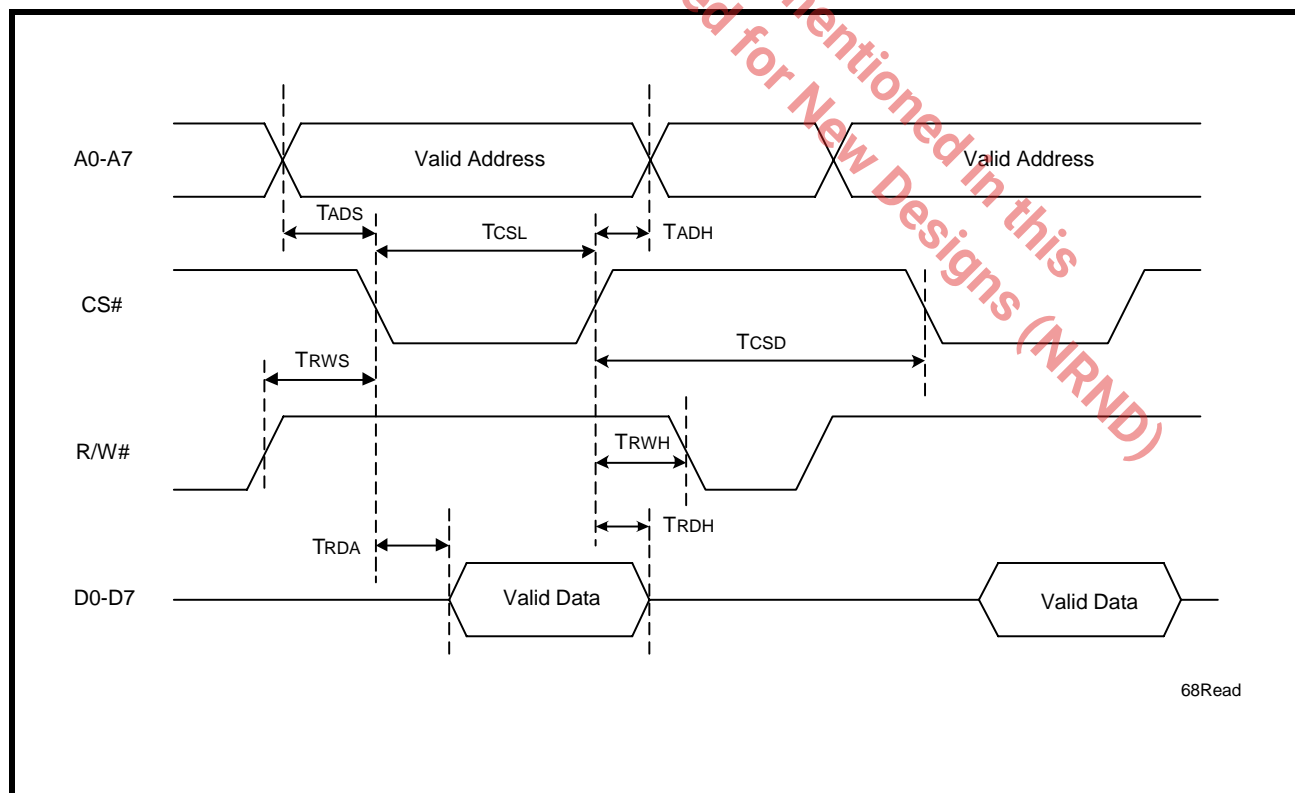 mentioned in this
ed for New Designs (NRND)
A0-A7
Valid Address
Valid Address
TADS
TCSL
TADH
CS#
TCSD
TRWS
R/W#
TRWH
TRDH
TRDA
D0-D7
Valid Data
Valid Data
68Read